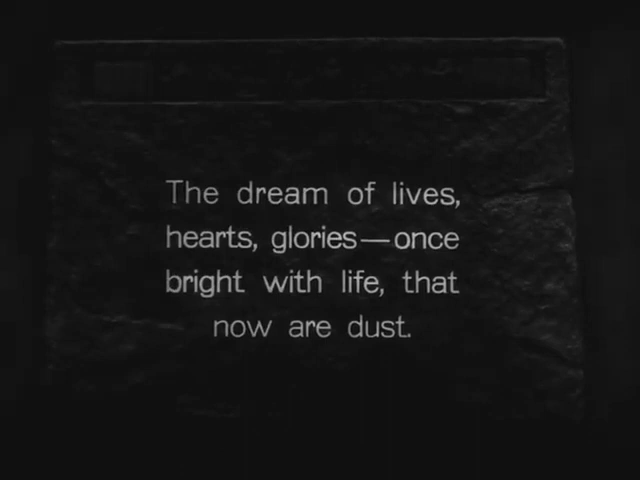 The dream of lives,
hearts, glories—once
bright with life, that
now are dust.